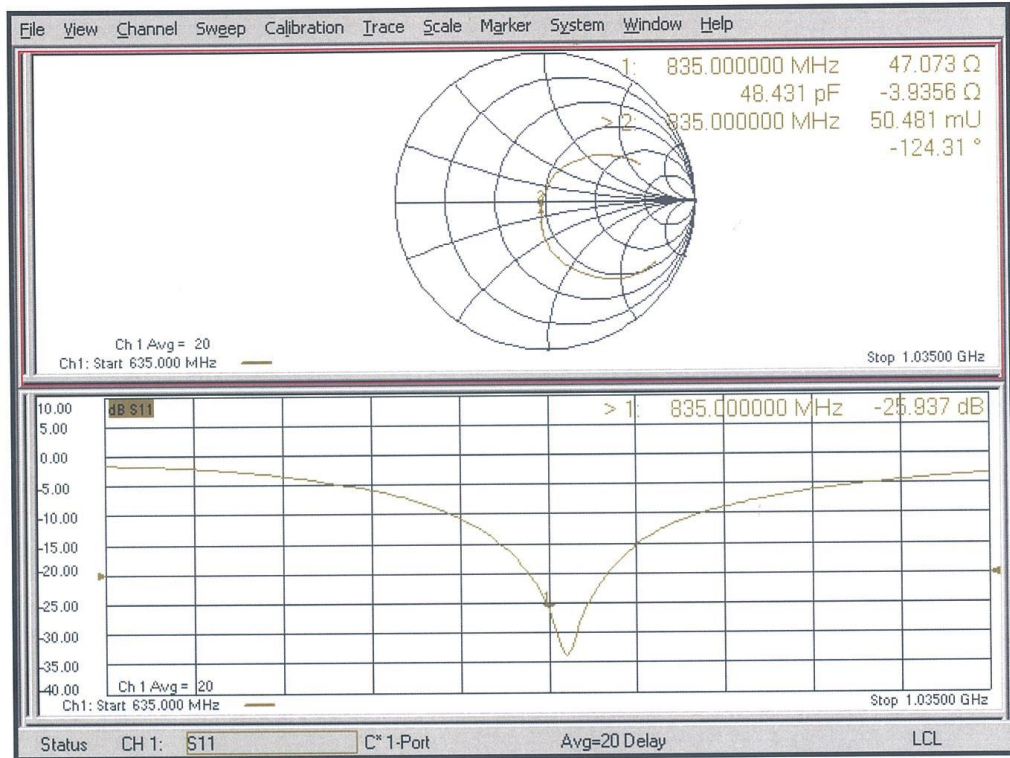 File View Channel Sweep Calibration Trace Scale Marker System Window Help
1: 835.000000 MHz 47.073 Ω
48.431 pF -3.9356 Ω
> 2: 835.000000 MHz 50.481 mU
-124.31 °
2
Ch 1 Avg = 20
Ch1: Start 635.000 MHz
Stop 1.03500 GHz
10.00 dB S11 > 1: 835.000000 MHz -25.937 dB
5.00
0.00
-5.00
-10.00
-15.00
-20.00
-25.00 1
-30.00
-35.00
-40.00 Ch 1 Avg = 20
Ch1: Start 635.000 MHz
Stop 1.03500 GHz
Status CH 1: S11 C* 1-Port Avg=20 Delay LCL